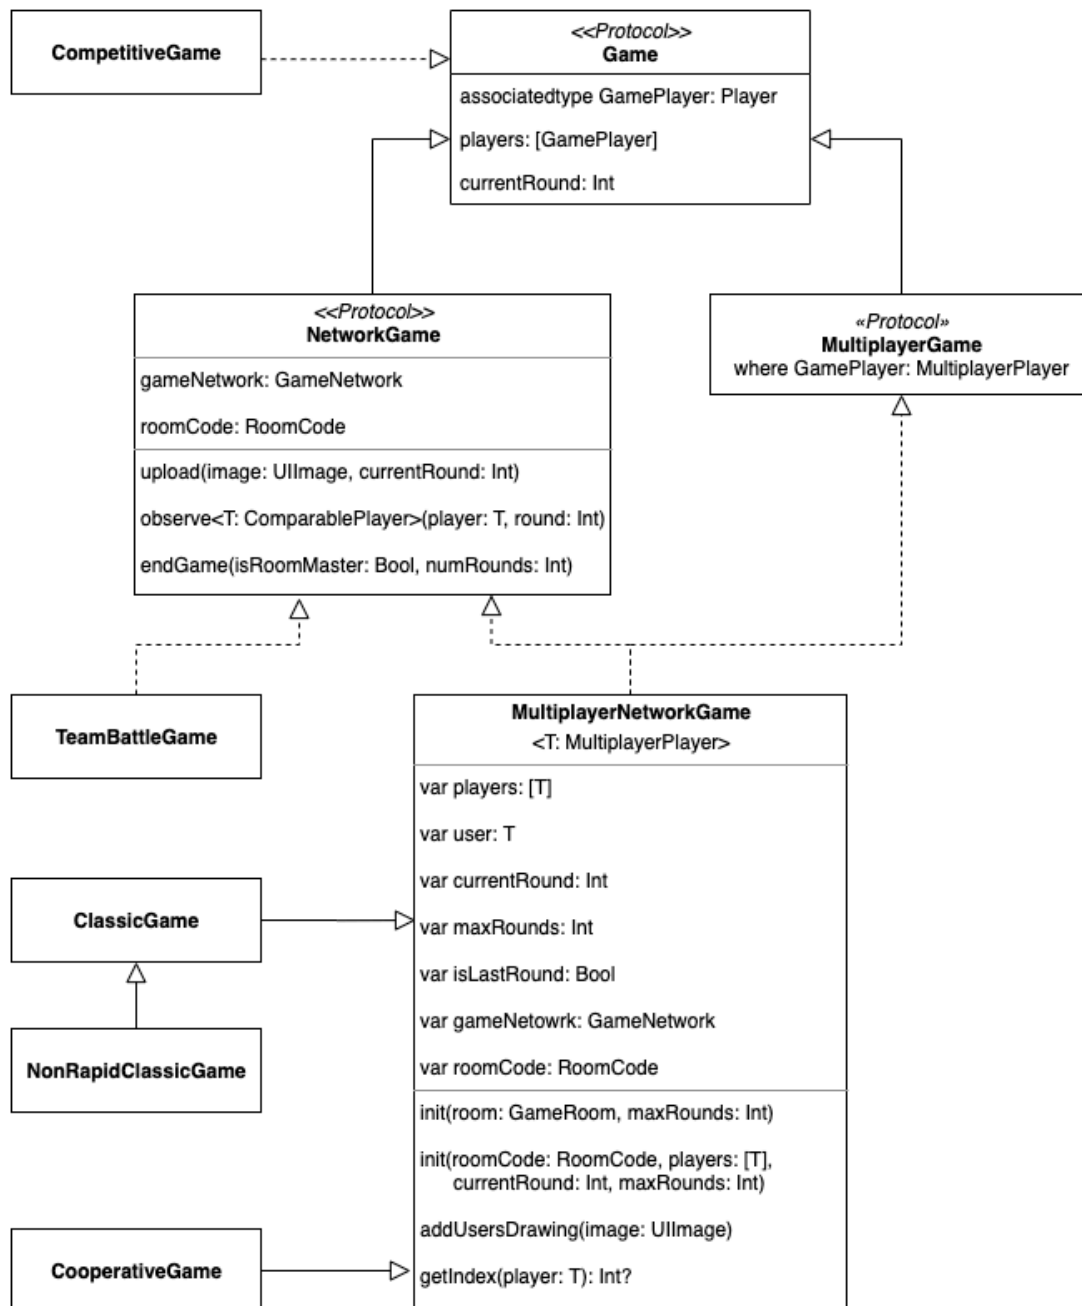 CompetitiveGame
<<Protocol>>
Game
associatedtype GamePlayer: Player
players: [GamePlayer]
currentRound: Int
<<Protocol>>
NetworkGame
gameNetwork: GameNetwork
roomCode: RoomCode
upload(image: UIImage, currentRound: Int)
observe<T: ComparablePlayer>(player: T, round: Int)
endGame(isRoomMaster: Bool, numRounds: Int)
«Protocol»
MultiplayerGame
where GamePlayer: MultiplayerPlayer
TeamBattleGame
MultiplayerNetworkGame
<T: MultiplayerPlayer>
var players: [T]
var user: T
var currentRound: Int
var maxRounds: Int
var isLastRound: Bool
var gameNetowrk: GameNetwork
var roomCode: RoomCode
init(room: GameRoom, maxRounds: Int)
init(roomCode: RoomCode, players: [T],
currentRound: Int, maxRounds: Int)
addUsersDrawing(image: UIImage)
getIndex(player: T): Int?
ClassicGame
NonRapidClassicGame
CooperativeGame